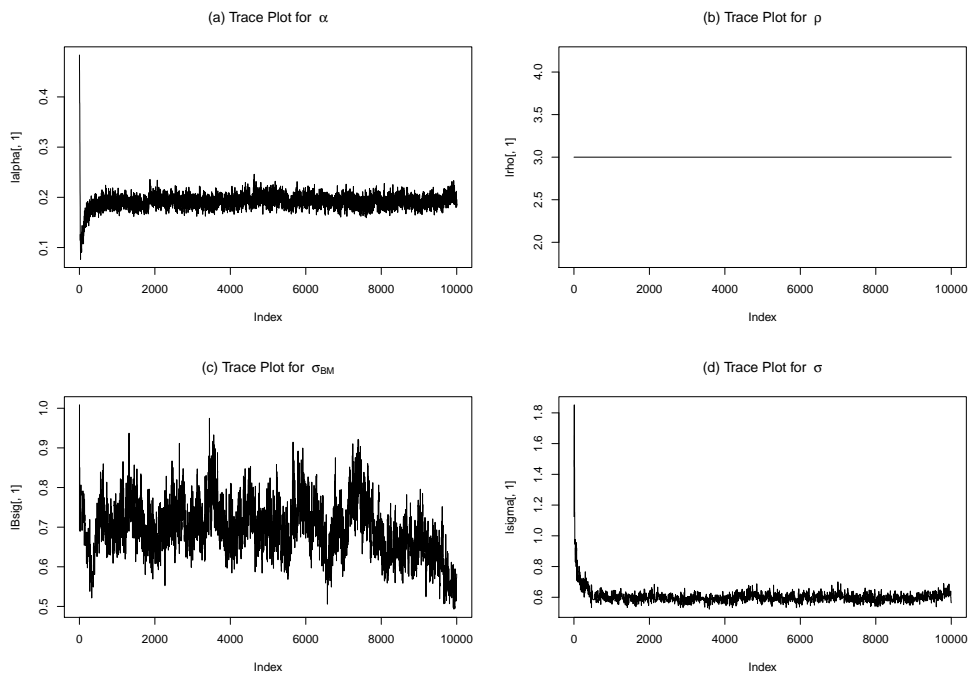 (a) Trace Plot for α
lalpha[, 1]
0.4
0.3
0.2
0.1
0 2000 4000 6000 8000 10000
Index
(b) Trace Plot for ρ
lrho[, 1]
4.0
3.5
3.0
2.5
2.0
0 2000 4000 6000 8000 10000
Index
(c) Trace Plot for σBM
lBsig[, 1]
1.0
0.9
0.8
0.7
0.6
0.5
0 2000 4000 6000 8000 10000
Index
(d) Trace Plot for σ
lsigma[, 1]
1.8
1.6
1.4
1.2
1.0
0.8
0.6
0 2000 4000 6000 8000 10000
Index